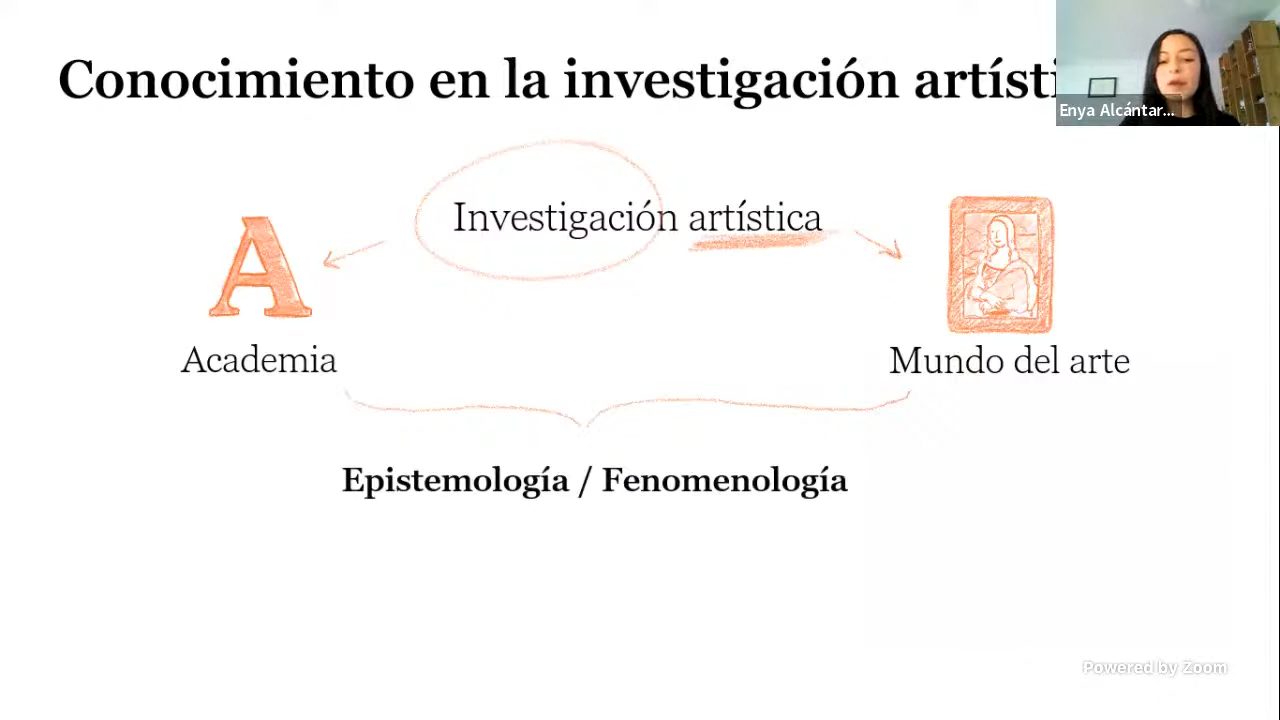 Conocimiento en la investigación artísti
Enya Alcántar...
Investigación artística
A
Academia
Mundo del arte
Epistemología / Fenomenología
Powered by Zoom